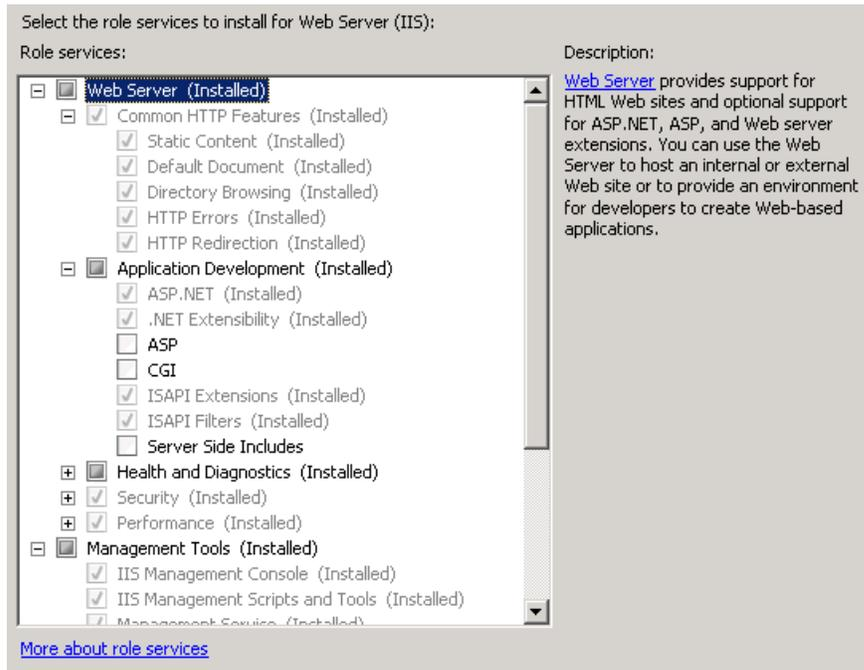 Select the role services to install for Web Server (IIS):
Role services:
Web Server (Installed)
Common HTTP Features (Installed)
Static Content (Installed)
Default Document (Installed)
Directory Browsing (Installed)
HTTP Errors (Installed)
HTTP Redirection (Installed)
Application Development (Installed)
ASP.NET (Installed)
.NET Extensibility (Installed)
ASP
CGI
ISAPI Extensions (Installed)
ISAPI Filters (Installed)
Server Side Includes
Health and Diagnostics (Installed)
Security (Installed)
Performance (Installed)
Management Tools (Installed)
IIS Management Console (Installed)
IIS Management Scripts and Tools (Installed)
Management Service (Installed)
More about role services
Description:
Web Server provides support for
HTML Web sites and optional support
for ASP.NET, ASP, and Web server
extensions. You can use the Web
Server to host an internal or external
Web site or to provide an environment
for developers to create Web-based
applications.